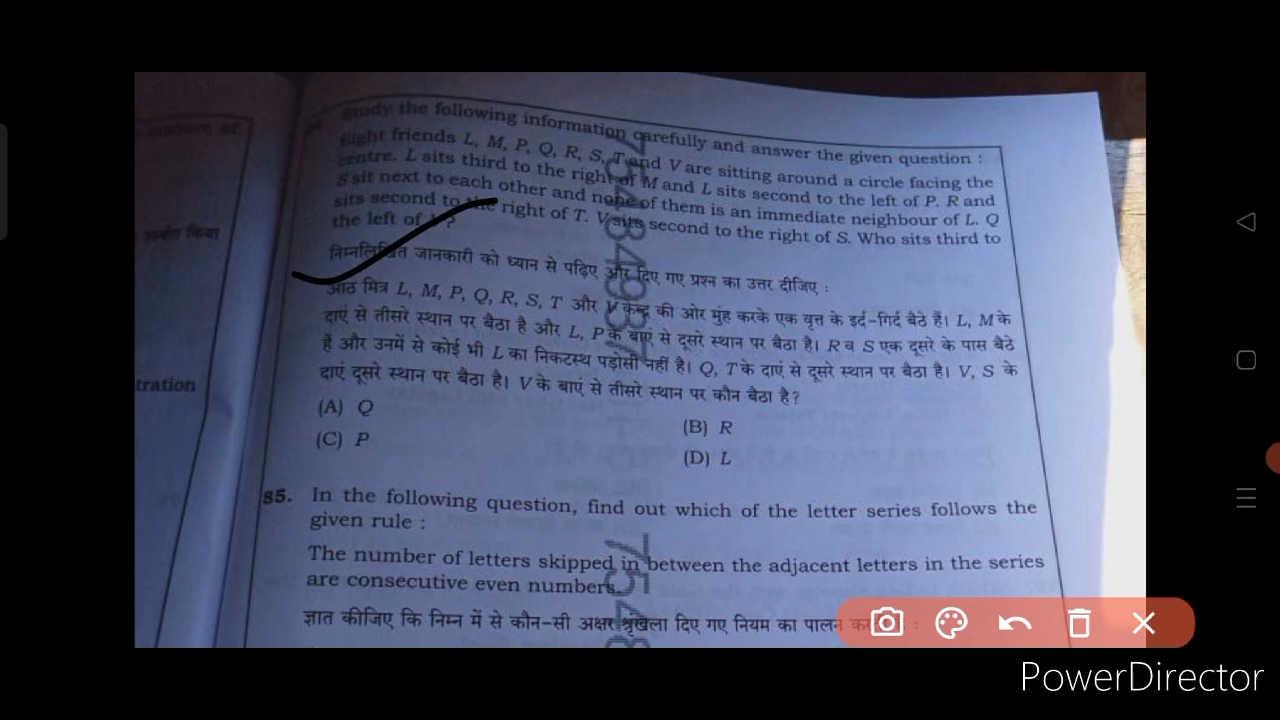 Study the following information carefully and answer the given question :
Eight friends L, M, P, Q, R, S, T and V are sitting around a circle facing the
centre. L sits third to the right of M and L sits second to the left of P. R and
S sit next to each other and none of them is an immediate neighbour of L. Q
sits second to the right of T. V sits second to the right of S. Who sits third to
the left of ?
निम्नलिखित जानकारी को ध्यान से पढ़िए और दिए गए प्रश्न का उत्तर दीजिए :
आठ मित्र L, M, P, Q, R, S, T और V केन्द्र की ओर मुंह करके एक वृत्त के इर्द-गिर्द बैठे हैं। L, M के
दाएं से तीसरे स्थान पर बैठा है और L, P के बाएं से दूसरे स्थान पर बैठा है। R व S एक दूसरे के पास बैठे
हैं और उनमें से कोई भी L का निकटस्थ पड़ोसी नहीं है। Q, T के दाएं से दूसरे स्थान पर बैठा है। V, S के
दाएं दूसरे स्थान पर बैठा है। V के बाएं से तीसरे स्थान पर कौन बैठा है?
(A) Q
(B) R
(C) P
(D) L
85. In the following question, find out which of the letter series follows the
given rule :
The number of letters skipped in between the adjacent letters in the series
are consecutive even numbers.
ज्ञात कीजिए कि निम्न में से कौन-सी अक्षर श्रृंखला दिए गए नियम का पालन
tration
75484937
7548
PowerDirector